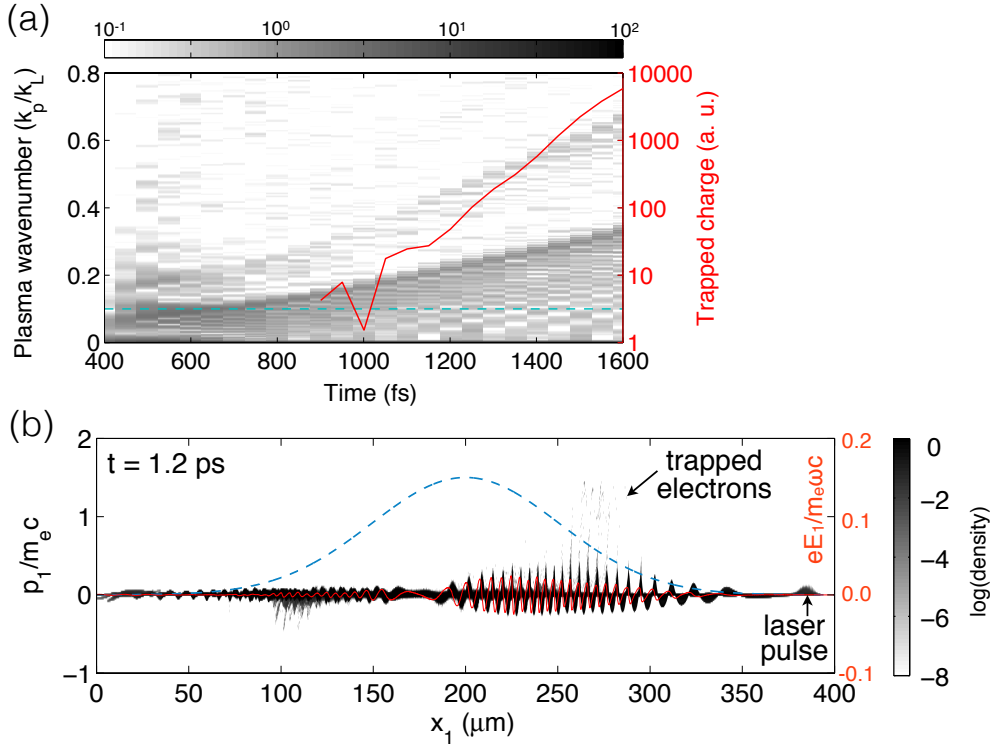 (a)
10⁻¹ 10⁰ 10¹ 10²
Plasma wavenumber (kₚ/k_L)
0.8
0.6
0.4
0.2
0
400 600 800 1000 1200 1400 1600
Time (fs)
10000
1000
100
10
1
Trapped charge (a. u.)
(b)
t = 1.2 ps
trapped
electrons
laser
pulse
p₁/mₑc
2
1
0
−1
0 50 100 150 200 250 300 350 400
x₁ (μm)
0.2
0.1
0.0
-0.1
eE₁/mₑωc
0
−2
−4
−6
−8
log(density)